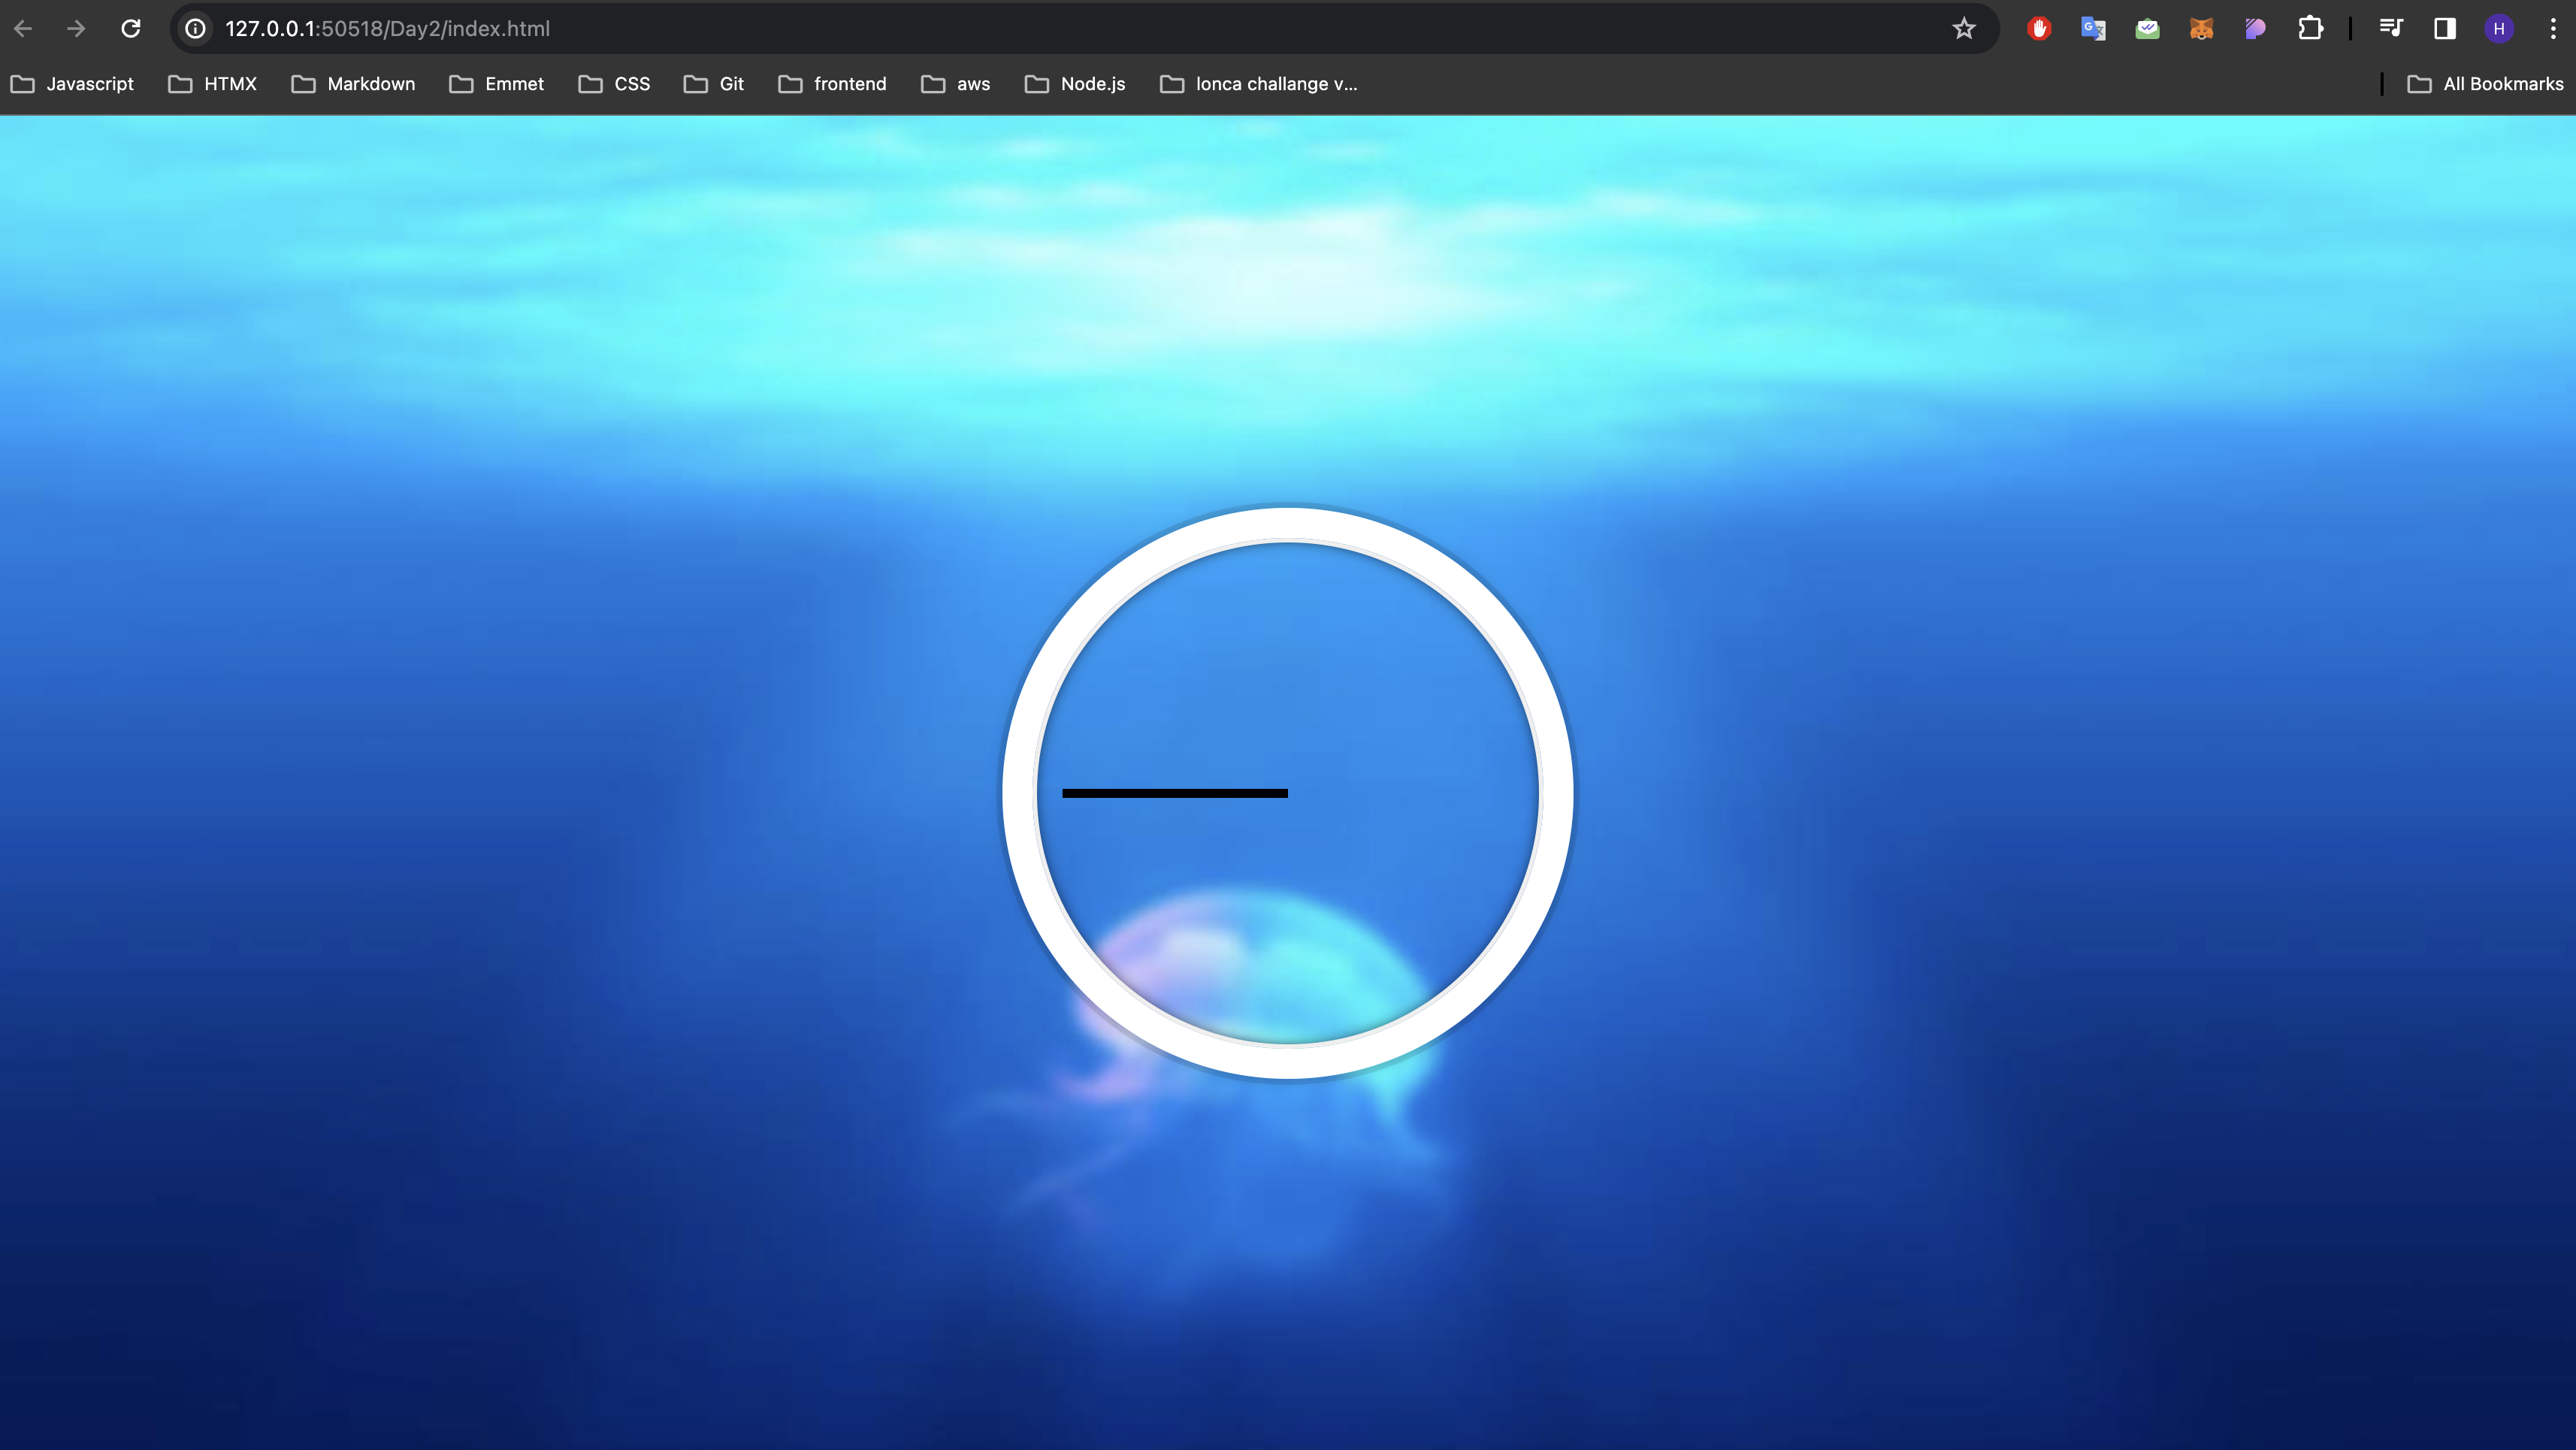 127.0.0.1:50518/Day2/index.html
H
Javascript HTMX Markdown Emmet CSS Git frontend aws Node.js lonca challange v... All Bookmarks